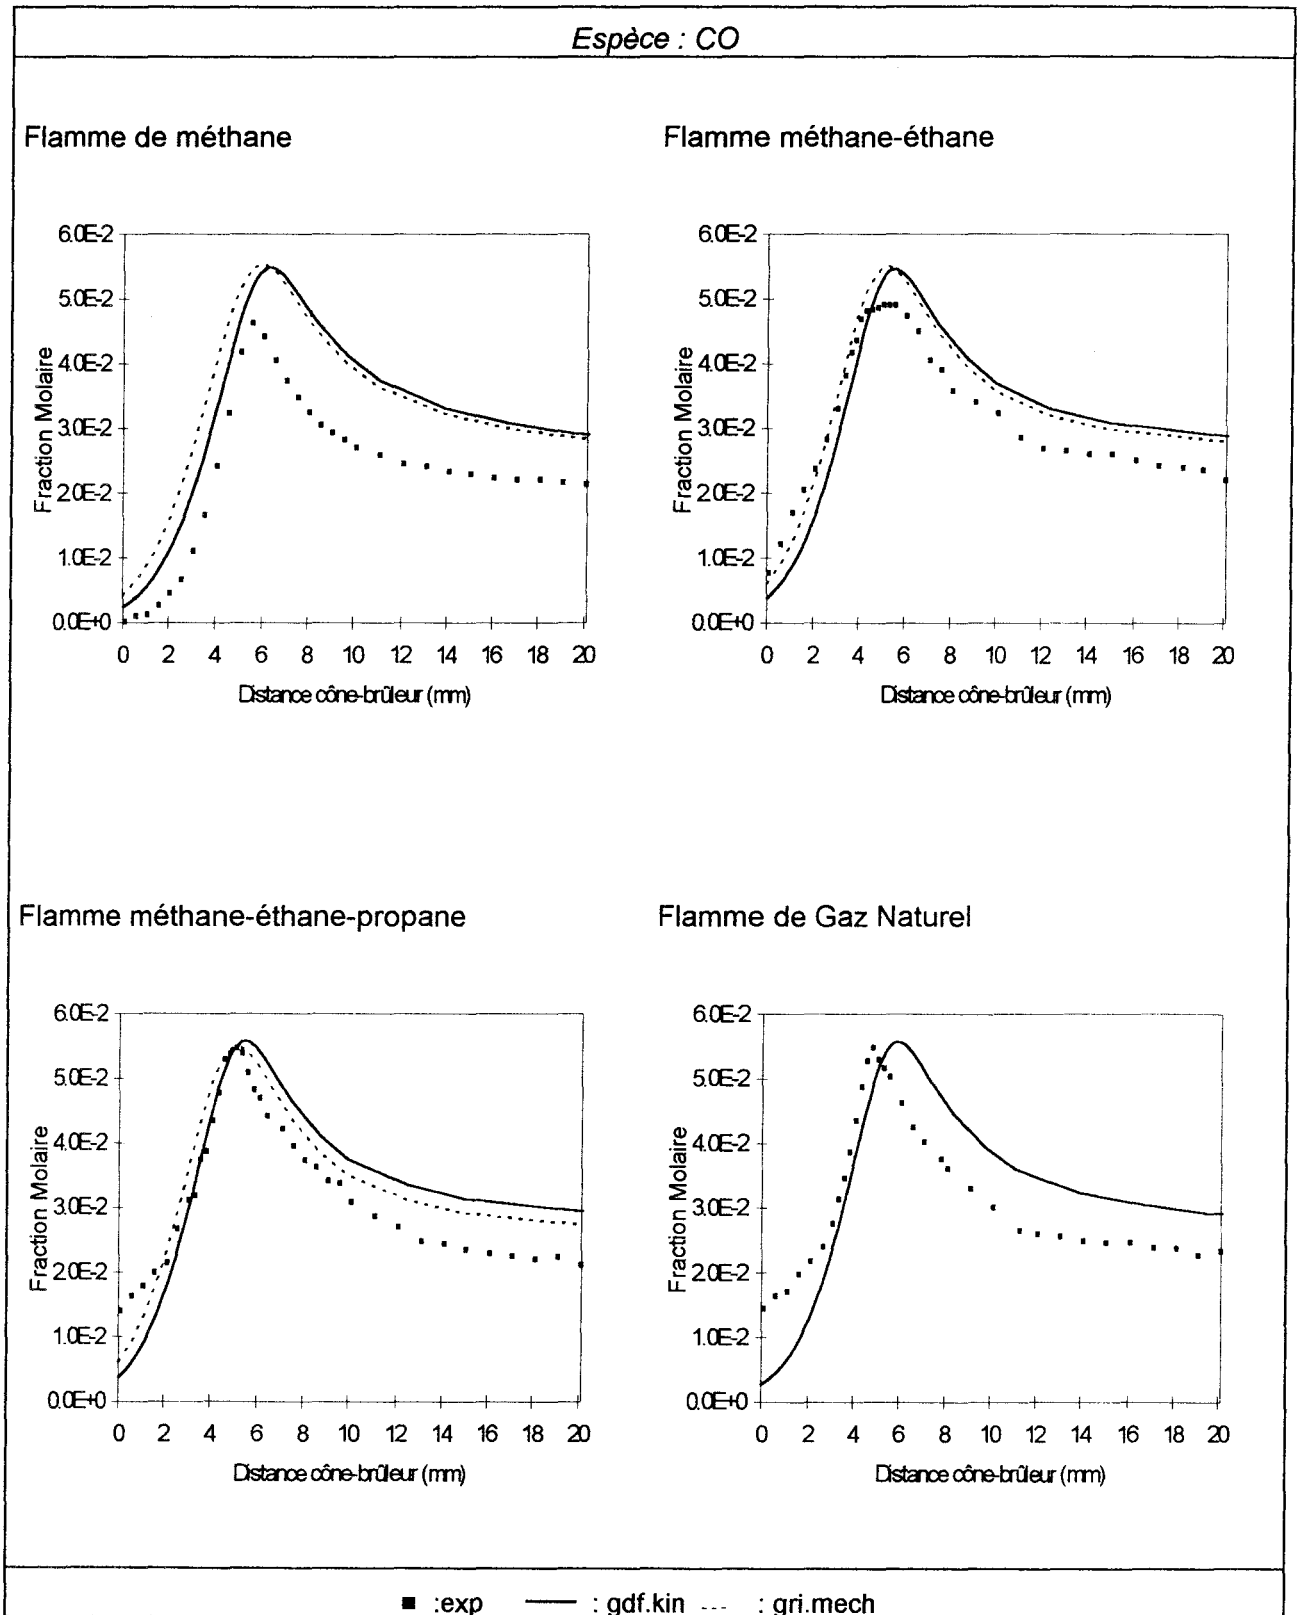 Espèce : CO
Flamme de méthane
6.0E-2
5.0E-2
4.0E-2
3.0E-2
2.0E-2
1.0E-2
0.0E+0
Fraction Molaire
0 2 4 6 8 10 12 14 16 18 20
Distance cône-brûleur (mm)
Flamme méthane-éthane
6.0E-2
5.0E-2
4.0E-2
3.0E-2
2.0E-2
1.0E-2
0.0E+0
Fraction Molaire
0 2 4 6 8 10 12 14 16 18 20
Distance cône-brûleur (mm)
Flamme méthane-éthane-propane
6.0E-2
5.0E-2
4.0E-2
3.0E-2
2.0E-2
1.0E-2
0.0E+0
Fraction Molaire
0 2 4 6 8 10 12 14 16 18 20
Distance cône-brûleur (mm)
Flamme de Gaz Naturel
6.0E-2
5.0E-2
4.0E-2
3.0E-2
2.0E-2
1.0E-2
0.0E+0
Fraction Molaire
0 2 4 6 8 10 12 14 16 18 20
Distance cône-brûleur (mm)
:exp : gdf.kin : gri.mech